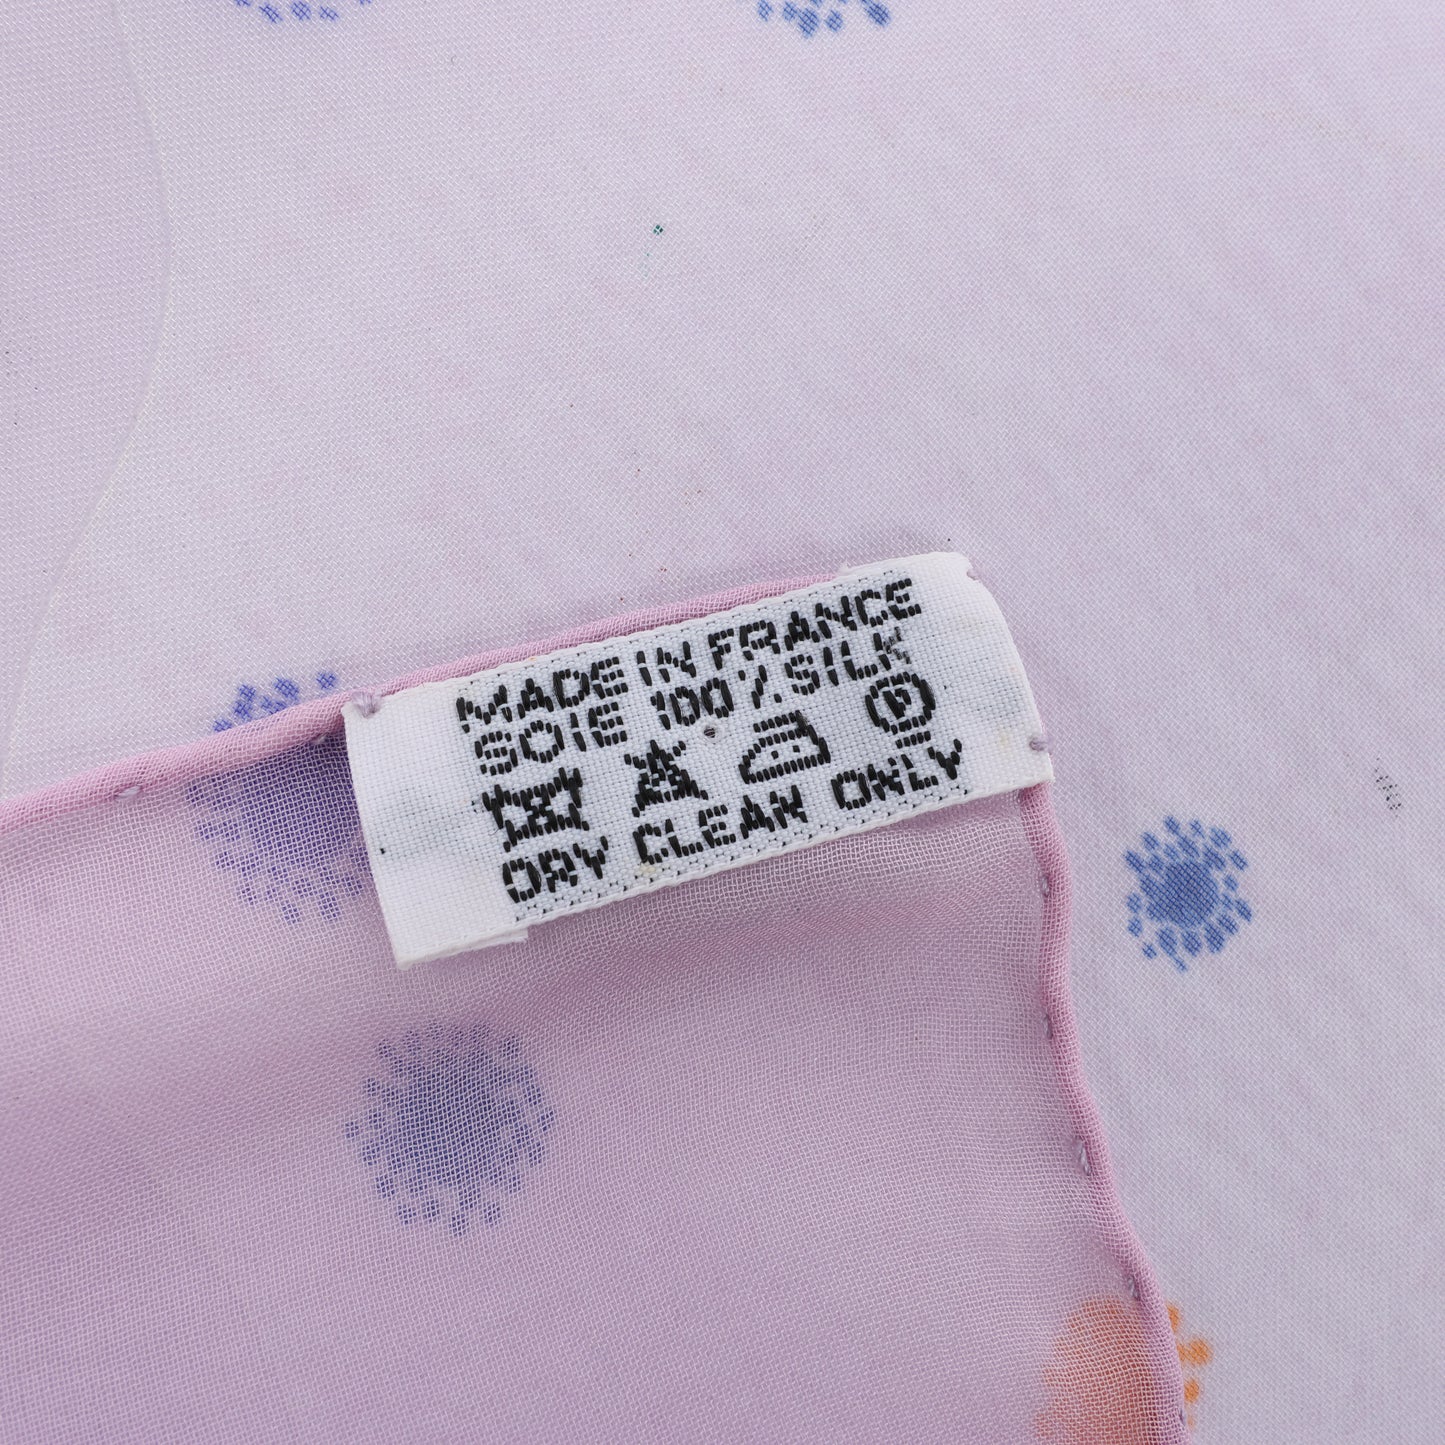 MADE IN FRANCE
SOIE 100% SILK
P
DRY CLEAN ONLY